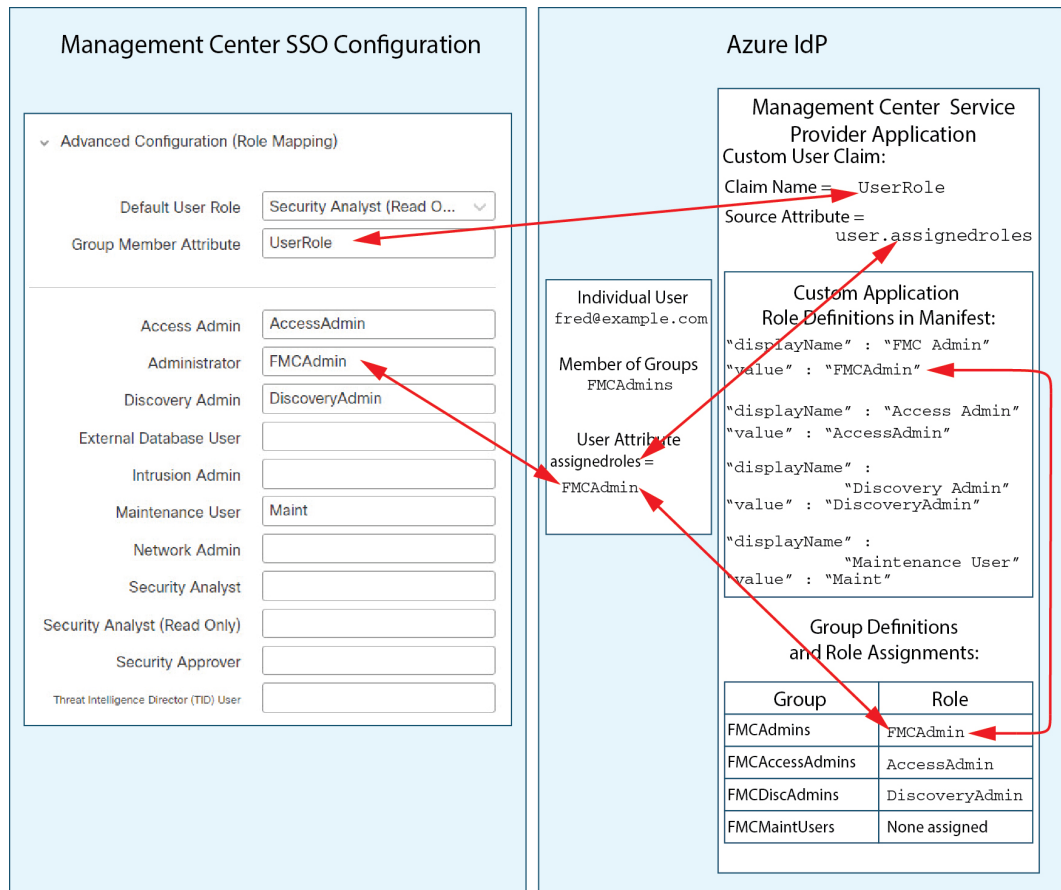 Management Center SSO Configuration
Advanced Configuration (Role Mapping)
Default User Role Security Analyst (Read O...
Group Member Attribute UserRole
Access Admin AccessAdmin
Administrator FMCAdmin
Discovery Admin DiscoveryAdmin
External Database User
Intrusion Admin
Maintenance User Maint
Network Admin
Security Analyst
Security Analyst (Read Only)
Security Approver
Threat Intelligence Director (TID) User
Azure IdP
Individual User
fred@example.com
Member of Groups
FMCAdmins
User Attribute
assignedroles =
FMCAdmin
Management Center Service
Provider Application
Custom User Claim:
Claim Name = UserRole
Source Attribute =
user.assignedroles
Custom Application
Role Definitions in Manifest:
“displayName” : “FMC Admin”
“value” : “FMCAdmin”
“displayName” : “Access Admin”
“value” : “AccessAdmin”
“displayName” :
“Discovery Admin”
“value” : “DiscoveryAdmin”
“displayName” :
“Maintenance User”
“value” : “Maint”
Group Definitions
and Role Assignments:
Group Role
FMCAdmins FMCAdmin
FMCAccessAdmins AccessAdmin
FMCDiscAdmins DiscoveryAdmin
FMCMaintUsers None assigned